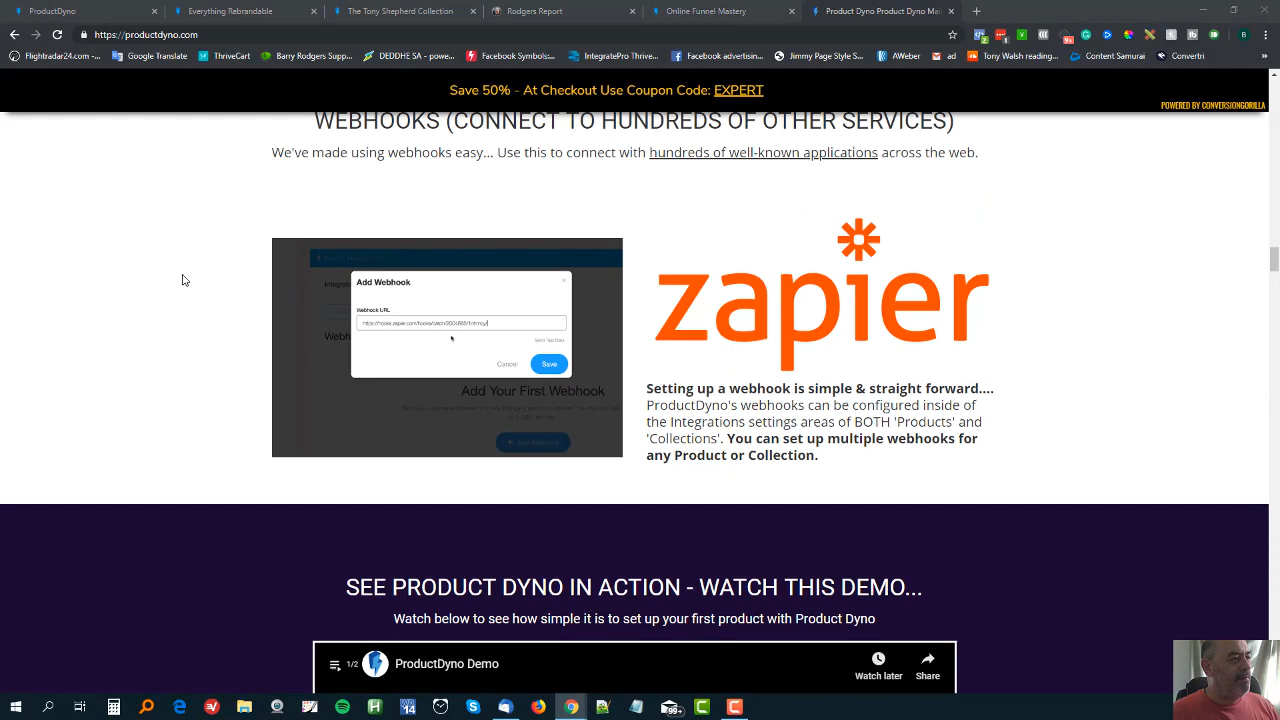 ProductDyno
Everything Rebrandable
The Tony Shepherd Collection
Rodgers Report
Online Funnel Mastery
Product Dyno Product Dyno Mai
https://productdyno.com
Flightradar24.com -...
Google Translate
ThriveCart
Barry Rodgers Supp...
DEDDHE SA - powe...
Facebook Symbols:...
IntegratePro Thrive...
Facebook advertisin...
Jimmy Page Style G...
AWeber
ad
Tony Walsh Recordi...
Content Samurai
Convertri
Save 50% - At Checkout Use Coupon Code: EXPERT
POWERED BY CONVERSIONGORILLA
WEBHOOKS (CONNECT TO HUNDREDS OF OTHER SERVICES)
We've made using webhooks easy... Use this to connect with hundreds of well-known applications across the web.
Add Webhook
Webhook URL
Cancel
Save
Add Your First Webhook
Add Webhook
zapier
Setting up a webhook is simple & straight forward....
ProductDyno's webhooks can be configured inside of
the Integrations settings areas of BOTH 'Products' and
'Collections'. You can set up multiple webhooks for
any Product or Collection.
SEE PRODUCT DYNO IN ACTION - WATCH THIS DEMO...
Watch below to see how simple it is to set up your first product with Product Dyno
1/2
ProductDyno Demo
Watch later
Share